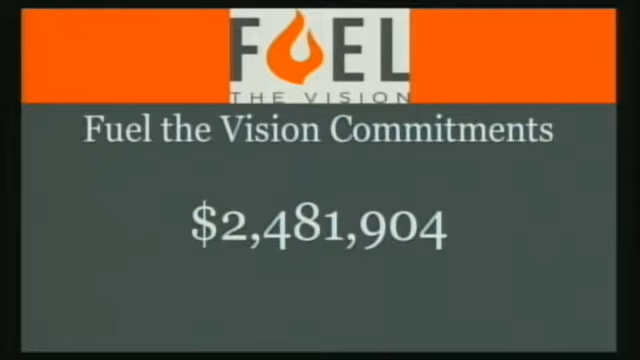 FUEL
THE VISION
Fuel the Vision Commitments
$2,481,904